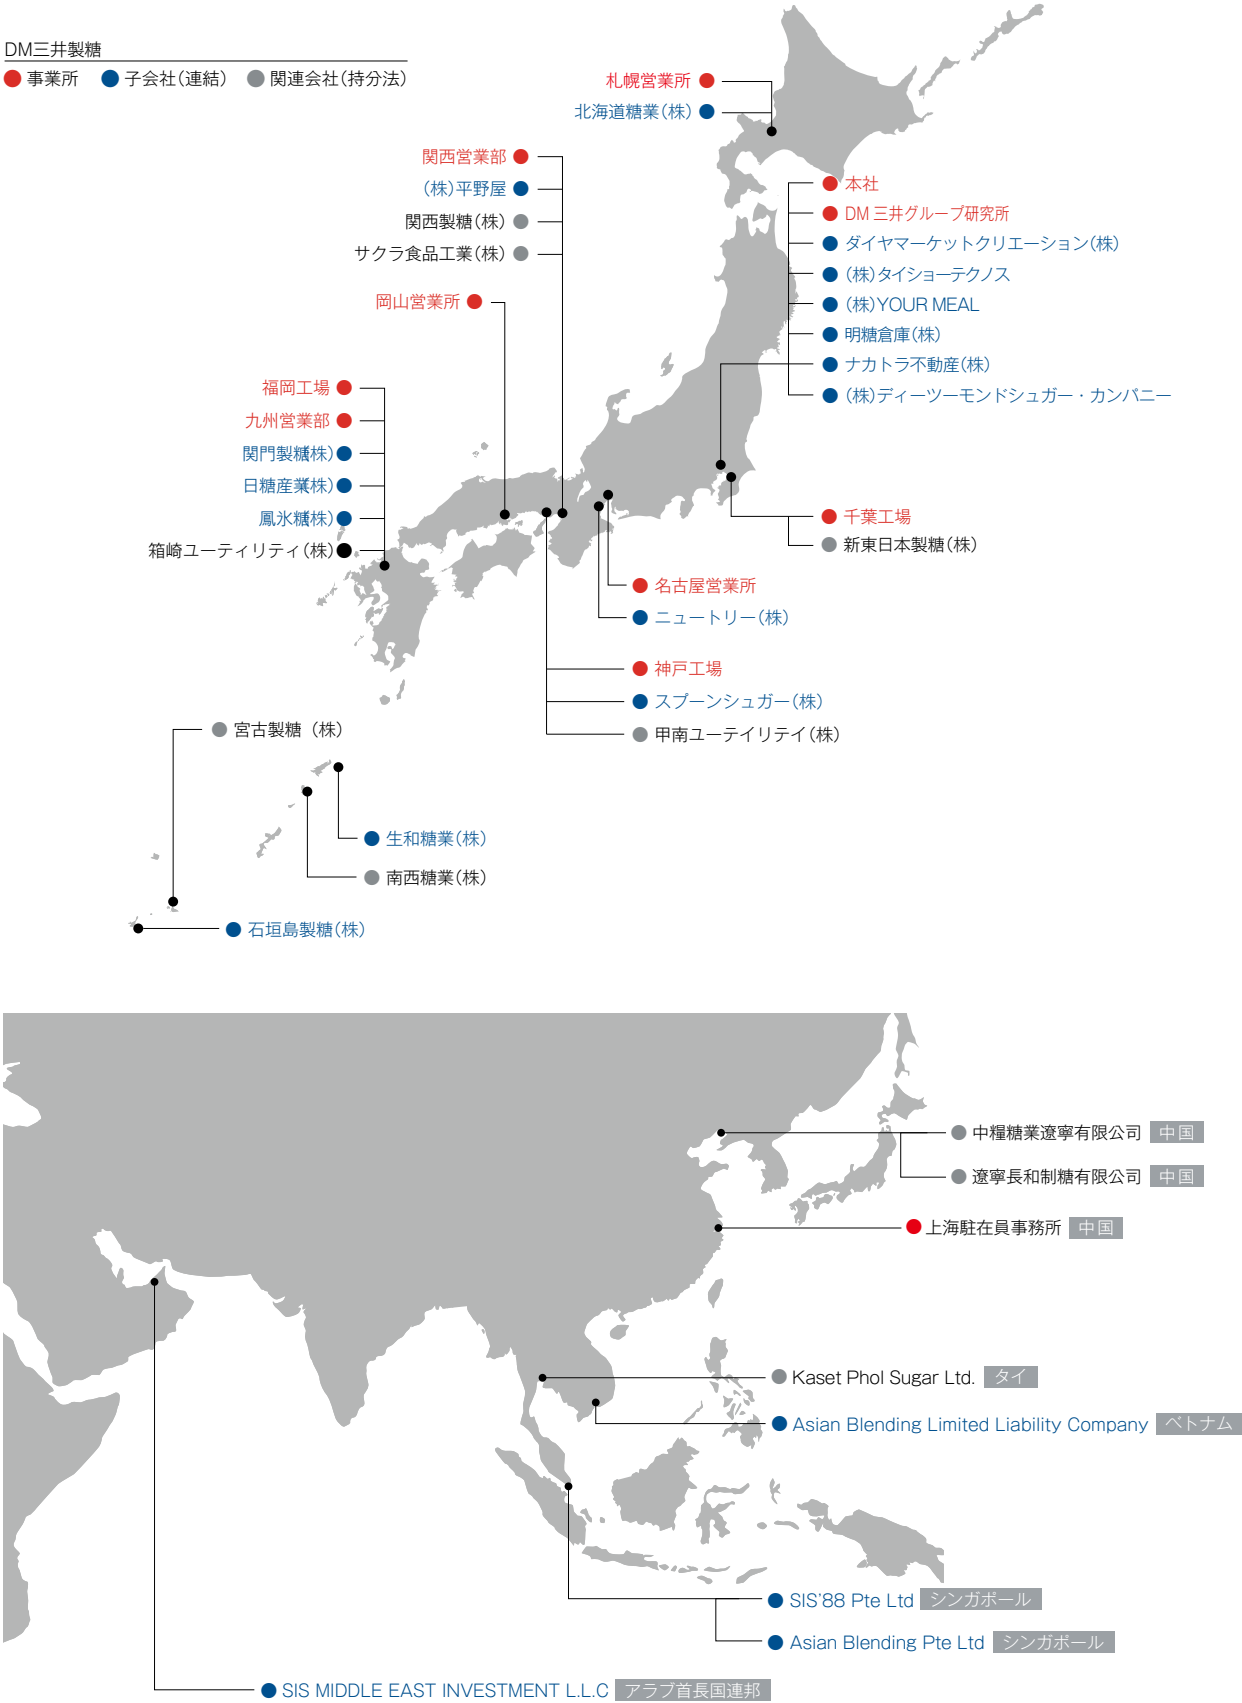 DM三井製糖
事業所 子会社(連結) 関連会社(持分法)
札幌営業所
北海道糖業(株)
関西営業部
(株)平野屋
関西製糖(株)
サクラ食品工業(株)
岡山営業所
本社
DM 三井グループ研究所
ダイヤマーケットクリエーション(株)
(株)タイショーテクノス
(株)YOUR MEAL
明糖倉庫(株)
ナカトラ不動産(株)
(株)ディーツーモンドシュガー・カンパニー
福岡工場
九州営業部
関門製糖(株)
日糖産業(株)
鳳氷糖(株)
箱崎ユーティリティ(株)
千葉工場
新東日本製糖(株)
名古屋営業所
ニュートリー(株)
神戸工場
スプーンシュガー(株)
甲南ユーテイリテイ(株)
宮古製糖 (株)
生和糖業(株)
南西糖業(株)
石垣島製糖(株)
中糧糖業遼寧有限公司 中国
遼寧長和制糖有限公司 中国
上海駐在員事務所 中国
Kaset Phol Sugar Ltd. タイ
Asian Blending Limited Liability Company ベトナム
SIS'88 Pte Ltd シンガポール
Asian Blending Pte Ltd シンガポール
SIS MIDDLE EAST INVESTMENT L.L.C アラブ首長国連邦